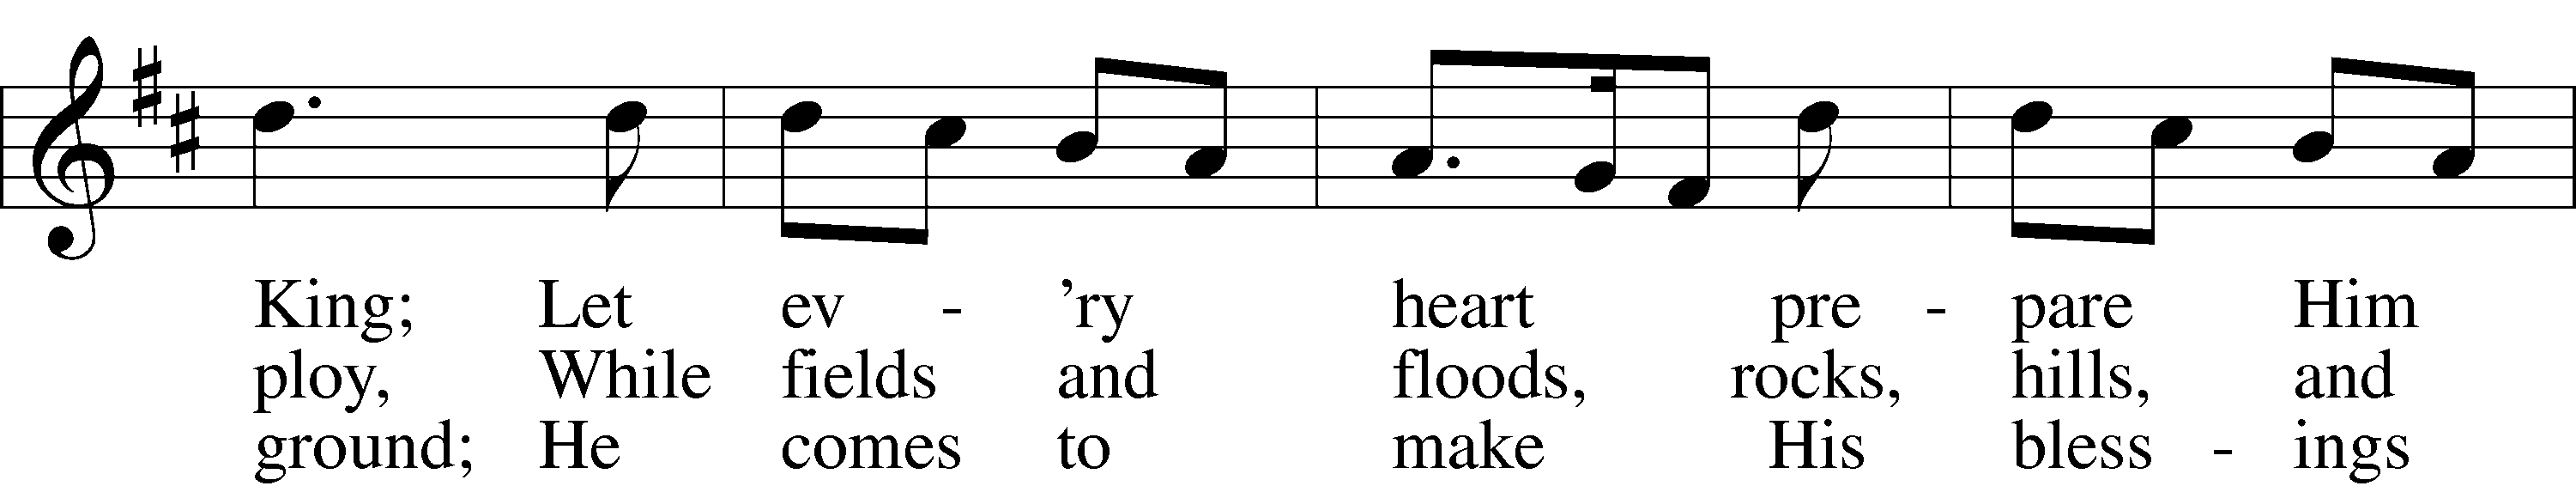 King; Let ev - 'ry heart pre - pare Him
ploy, While fields and floods, rocks, hills, and
ground; He comes to make His bless - ings